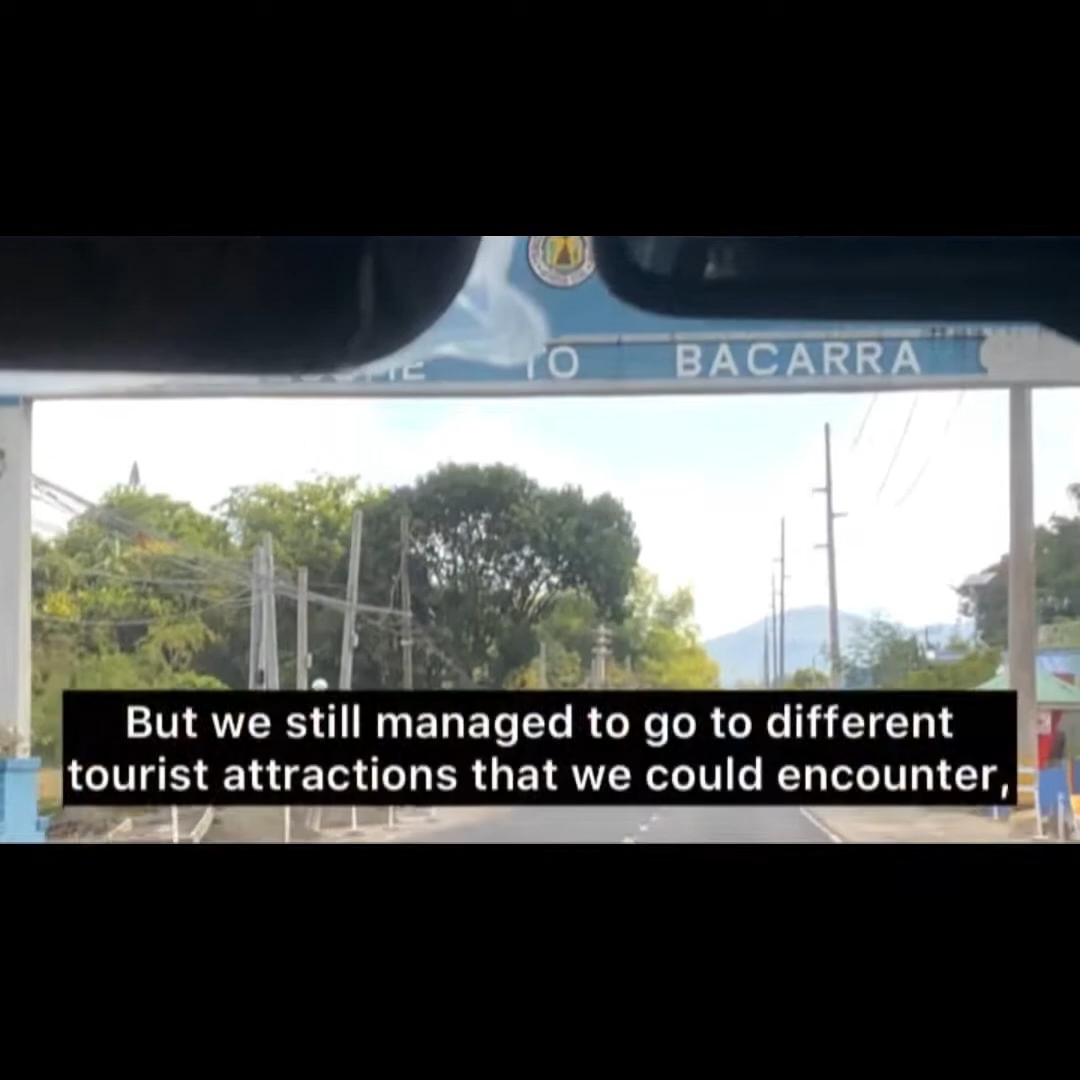 TO BACARRA
But we still managed to go to different
tourist attractions that we could encounter,